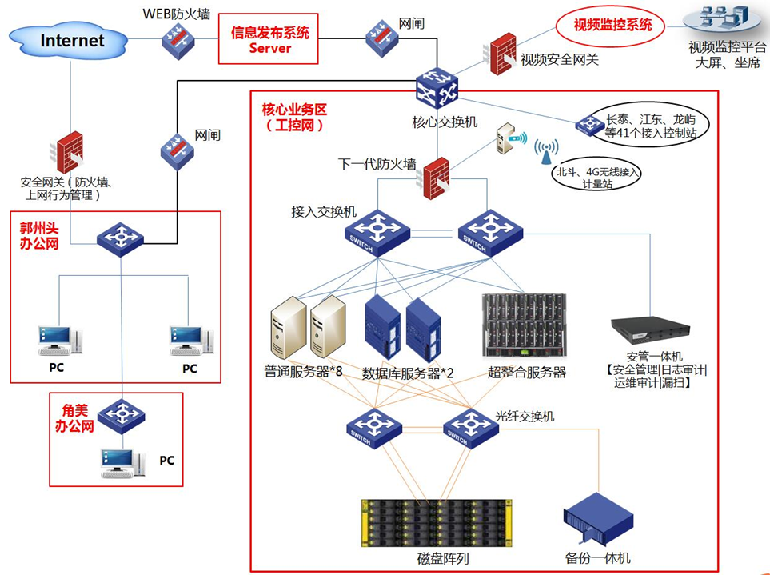 WEB防火墙
Internet
信息发布系统
Server
网闸
视频监控系统
视频安全网关
视频监控平台
大屏、坐席
核心交换机
核心业务区
（工控网）
长泰、江东、龙屿
等41个接入控制站
网闸
下一代防火墙
北斗、4G无线接入
计量站
安全网关（防火墙、
上网行为管理）
接入交换机
郭州头
办公网
SWITCH
SWITCH
PC
PC
普通服务器*8
数据库服务器*2
超整合服务器
安管一体机
【安全管理|日志审计|
运维审计|漏扫】
角美
办公网
PC
光纤交换机
SWITCH
SWITCH
磁盘阵列
备份一体机